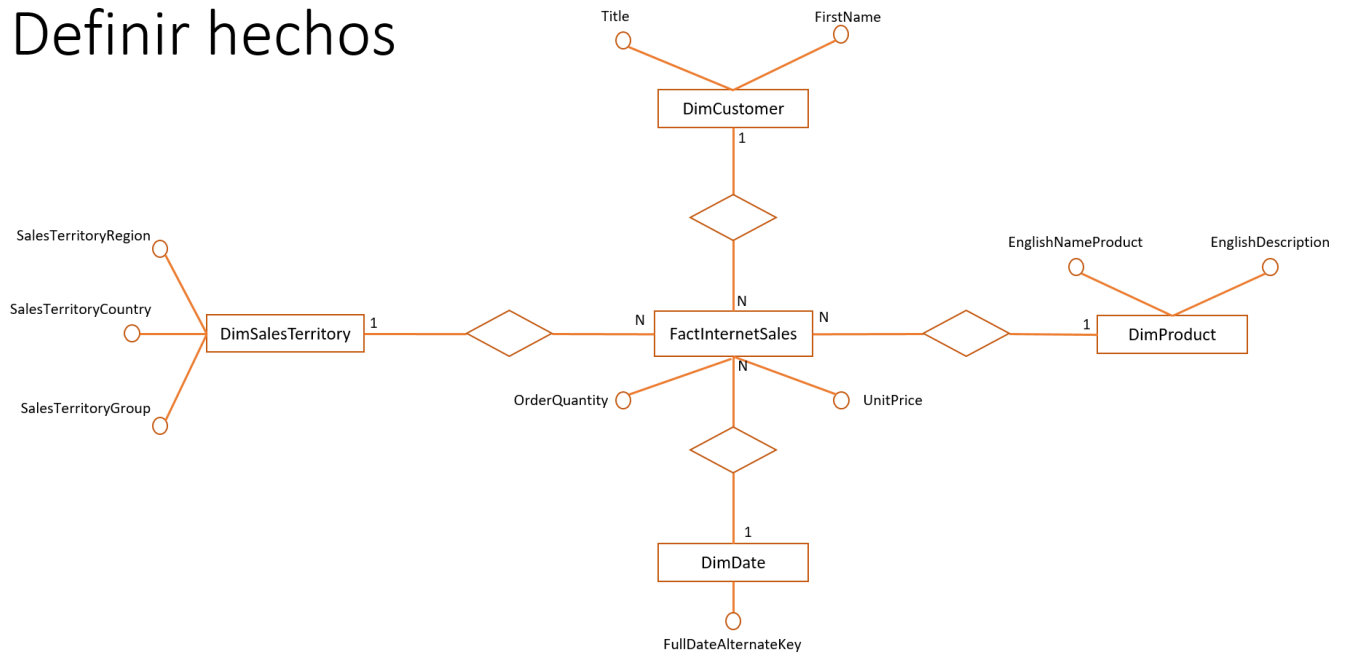 Definir hechos
Title
FirstName
DimCustomer
1
SalesTerritoryRegion
EnglishNameProduct
EnglishDescription
SalesTerritoryCountry
DimSalesTerritory
1
N
N
FactInternetSales
N
1
DimProduct
N
OrderQuantity
UnitPrice
SalesTerritoryGroup
1
DimDate
FullDateAlternateKey